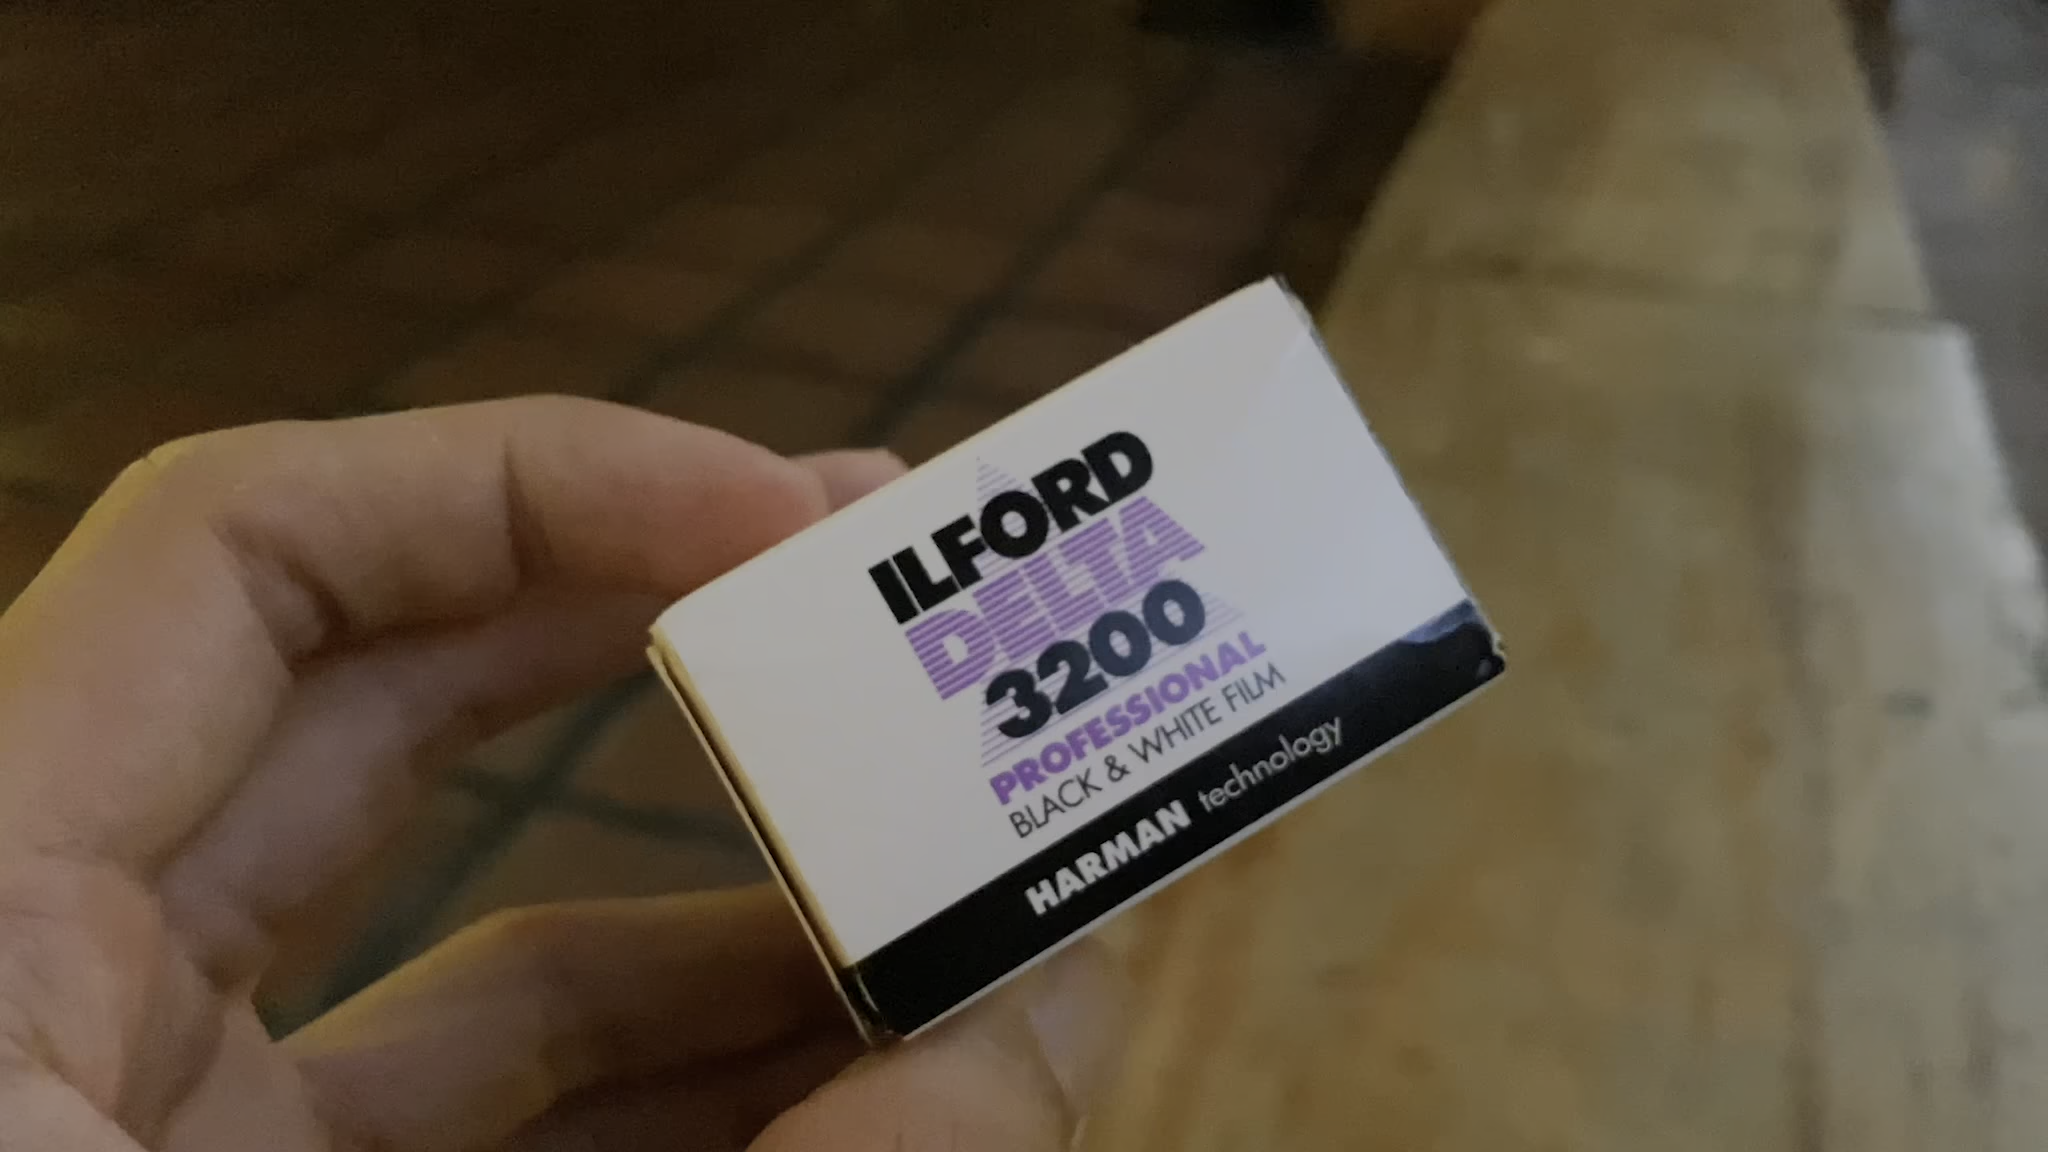 ILFORD
DELTA
3200
PROFESSIONAL
BLACK & WHITE FILM
HARMAN technology